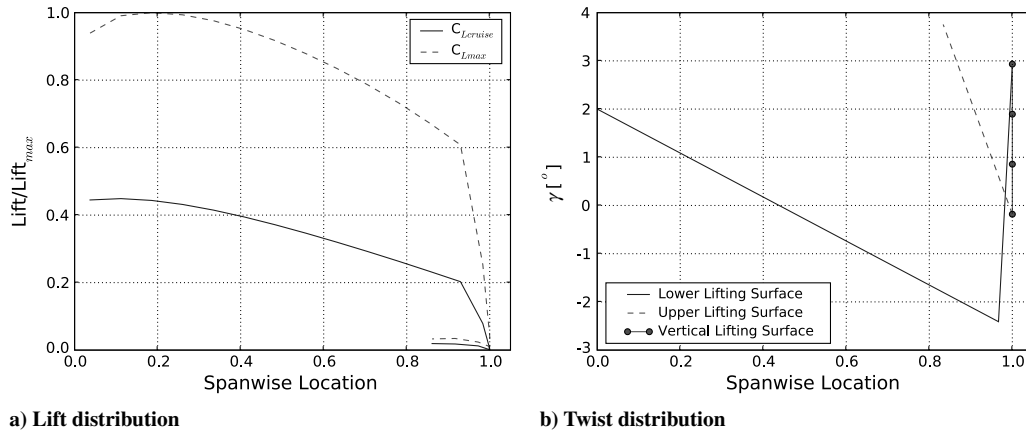 1.0
0.8
0.6
0.4
0.2
0.0
Lift/Lift_max
C_Lcruise
C_Lmax
0.0 0.2 0.4 0.6 0.8 1.0
Spanwise Location
a) Lift distribution
4
3
2
1
0
-1
-2
-3
γ[°]
Lower Lifting Surface
Upper Lifting Surface
Vertical Lifting Surface
0.0 0.2 0.4 0.6 0.8 1.0
Spanwise Location
b) Twist distribution